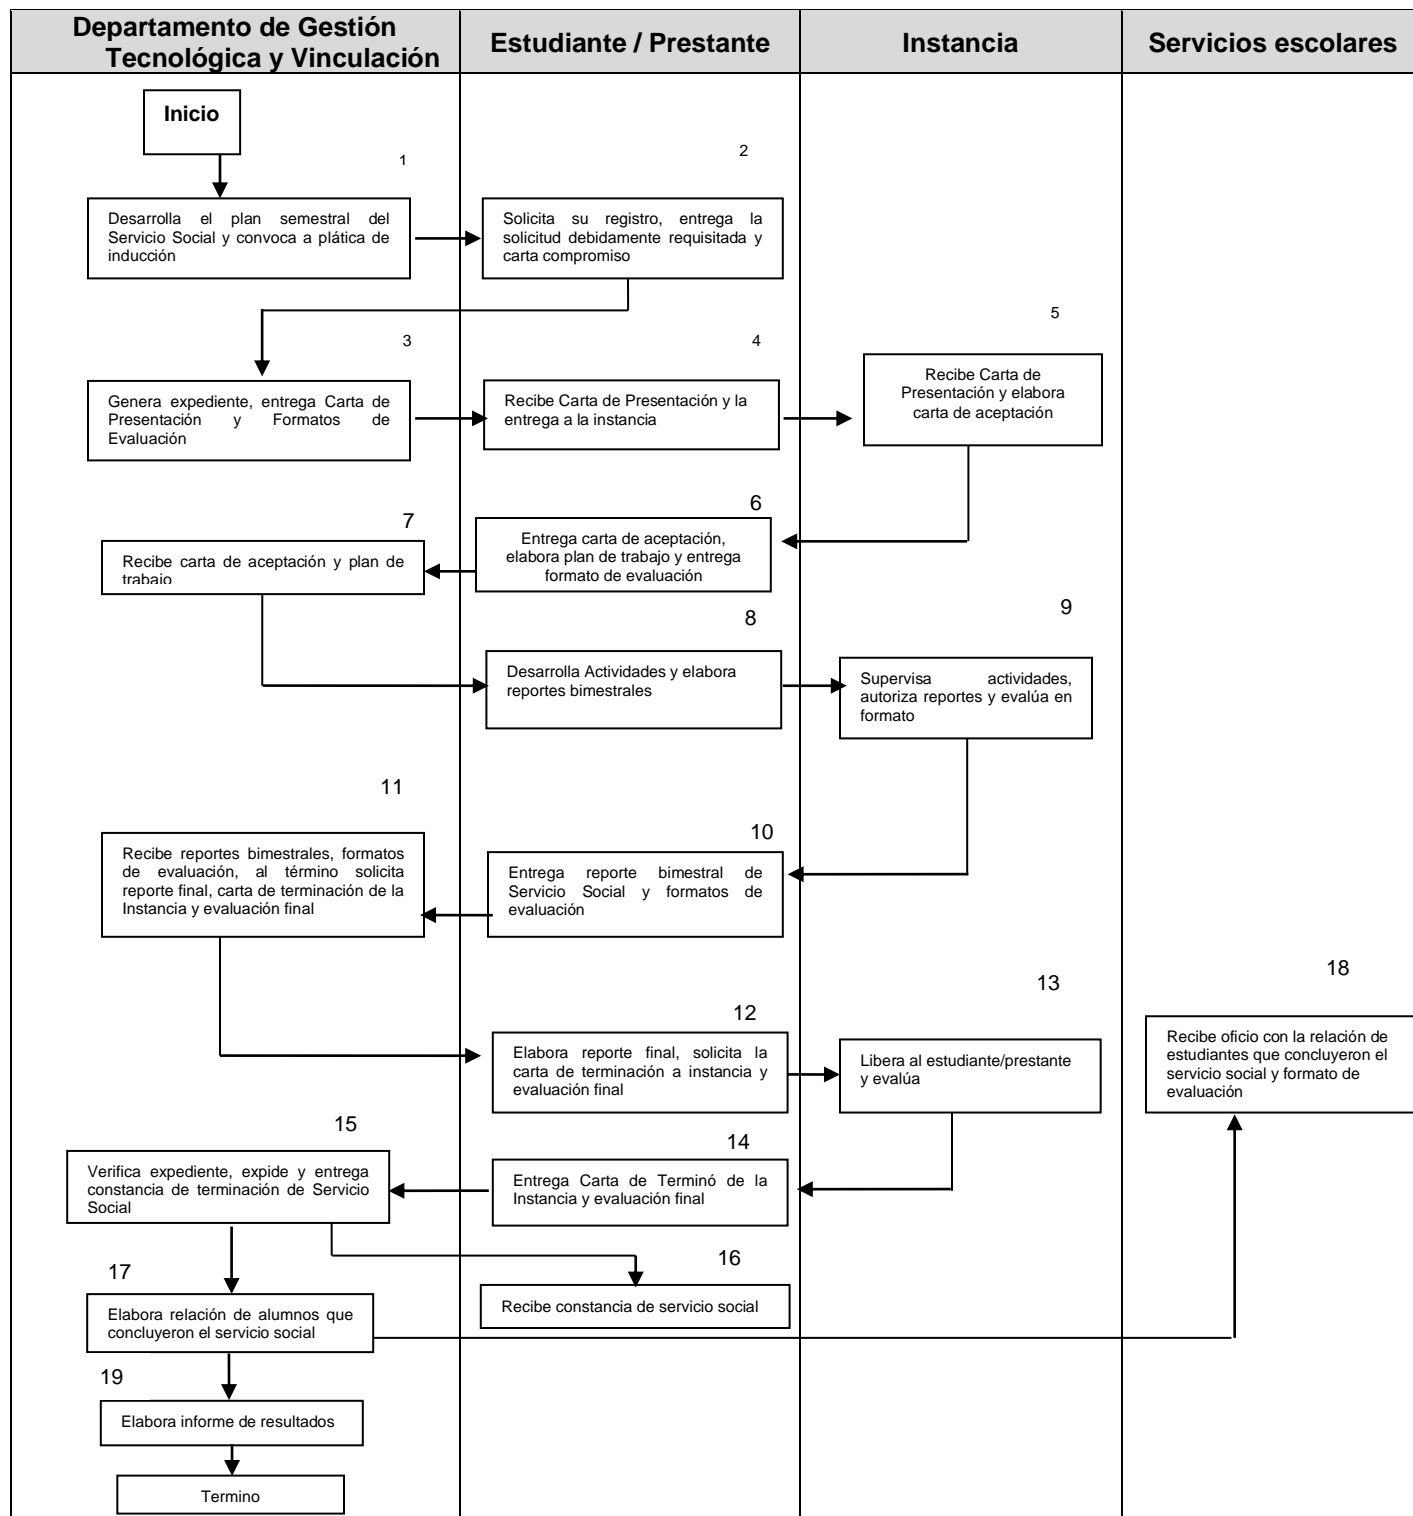 Departamento de Gestión
Tecnológica y Vinculación
Estudiante / Prestante
Instancia
Servicios escolares
Inicio
1
2
Desarrolla el plan semestral del
Servicio Social y convoca a plática de
inducción
Solicita su registro, entrega la
solicitud debidamente requisitada y
carta compromiso
3
4
5
Genera expediente, entrega Carta de
Presentación y Formatos de
Evaluación
Recibe Carta de Presentación y la
entrega a la instancia
Recibe Carta de
Presentación y elabora
carta de aceptación
6
7
Entrega carta de aceptación,
elabora plan de trabajo y entrega
formato de evaluación
Recibe carta de aceptación y plan de
trabajo
8
9
Desarrolla Actividades y elabora
reportes bimestrales
Supervisa actividades,
autoriza reportes y evalúa en
formato
11
10
Recibe reportes bimestrales, formatos
de evaluación, al término solicita
reporte final, carta de terminación de la
Instancia y evaluación final
Entrega reporte bimestral de
Servicio Social y formatos de
evaluación
12
13
18
Elabora reporte final, solicita la
carta de terminación a instancia y
evaluación final
Libera al estudiante/prestante
y evalúa
Recibe oficio con la relación de
estudiantes que concluyeron el
servicio social y formato de
evaluación
15
14
Verifica expediente, expide y entrega
constancia de terminación de Servicio
Social
Entrega Carta de Terminó de la
Instancia y evaluación final
17
16
Elabora relación de alumnos que
concluyeron el servicio social
Recibe constancia de servicio social
19
Elabora informe de resultados
Termino